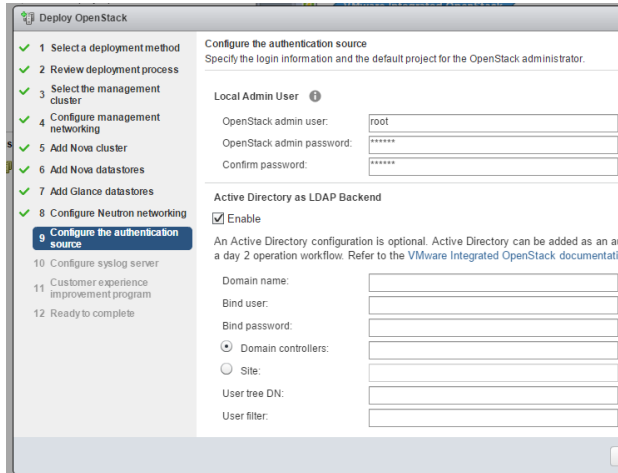 VMware Integrated OpenStack
Deploy OpenStack
1 Select a deployment method
2 Review deployment process
3 Select the management
cluster
4 Configure management
networking
5 Add Nova cluster
6 Add Nova datastores
7 Add Glance datastores
8 Configure Neutron networking
9 Configure the authentication
source
10 Configure syslog server
11 Customer experience
improvement program
12 Ready to complete
Configure the authentication source
Specify the login information and the default project for the OpenStack administrator.
Local Admin User
OpenStack admin user: root
OpenStack admin password: ******
Confirm password: ******
Active Directory as LDAP Backend
Enable
An Active Directory configuration is optional. Active Directory can be added as an au
a day 2 operation workflow. Refer to the VMware Integrated OpenStack documentati
Domain name:
Bind user:
Bind password:
Domain controllers:
Site:
User tree DN:
User filter: